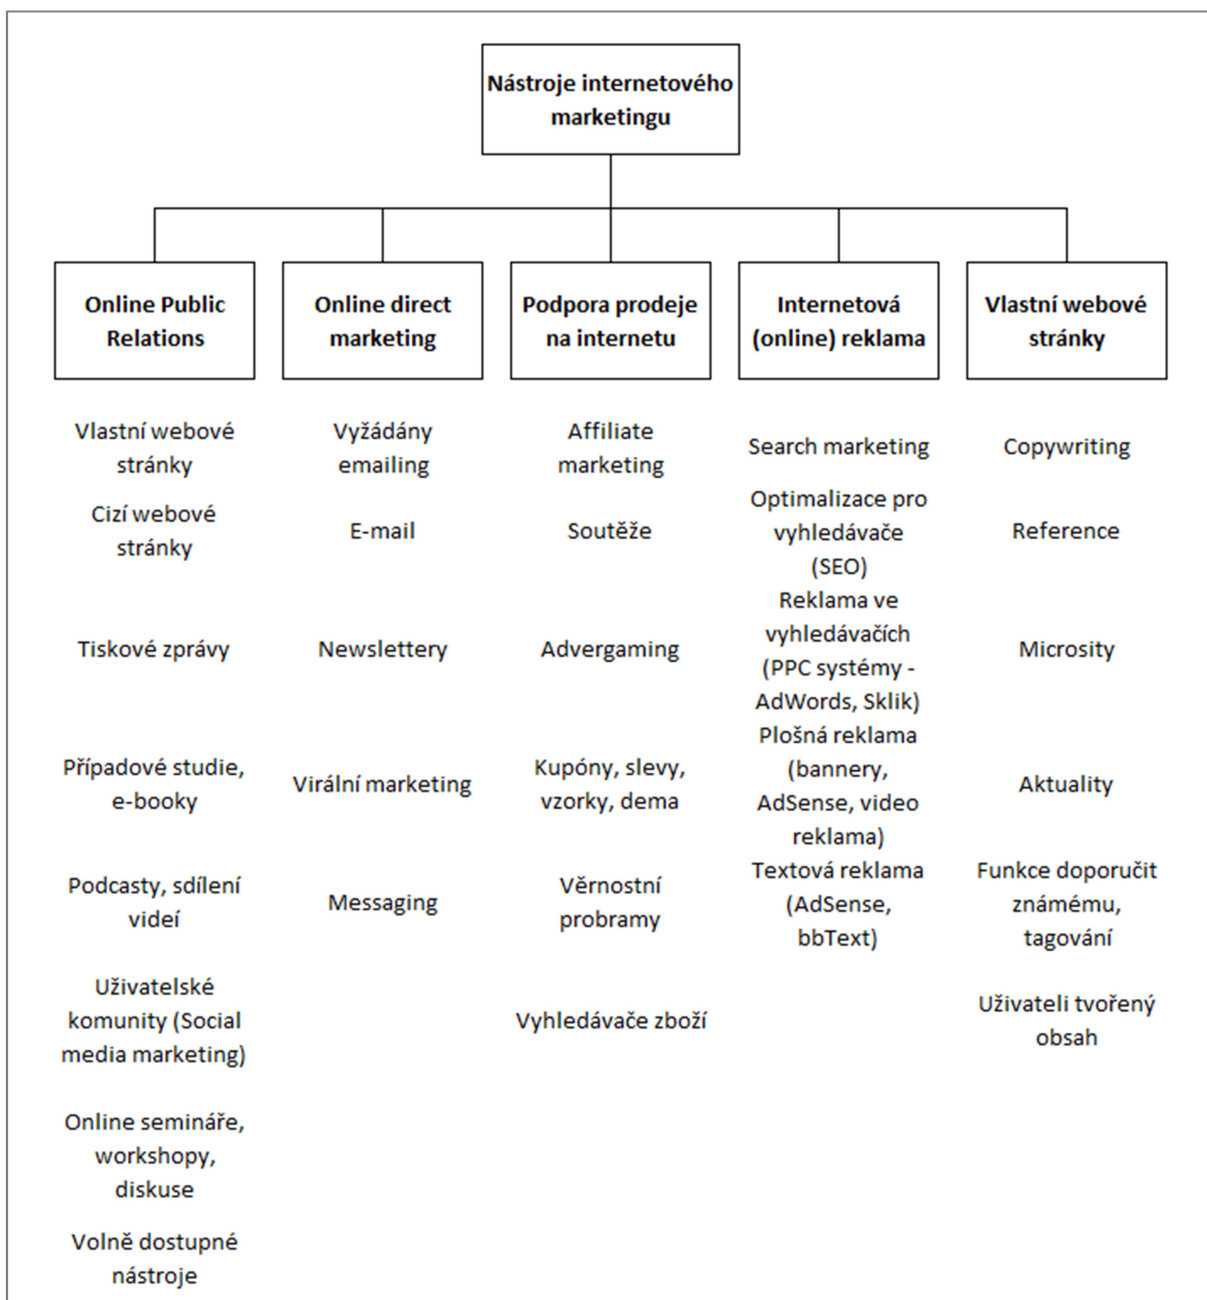 Nástroje internetového
marketingu
Online Public
Relations
Online direct
marketing
Podpora prodeje
na internetu
Internetová
(online) reklama
Vlastní webové
stránky
Vlastní webové
stránky
Cizí webové
stránky
Tiskové zprávy
Případové studie,
e-booky
Podcasty, sdílení
videí
Uživatelské
komunity (Social
media marketing)
Online semináře,
workshopy,
diskuse
Volně dostupné
nástroje
Vyžádány
emailing
E-mail
Newslettery
Virální marketing
Messaging
Affiliate
marketing
Soutěže
Advergaming
Kupóny, slevy,
vzorky, dema
Věrnostní
probramy
Vyhledávače zboží
Search marketing
Optimalizace pro
vyhledávače
(SEO)
Reklama ve
vyhledávačích
(PPC systémy -
AdWords, Sklik)
Plošná reklama
(bannery,
AdSense, video
reklama)
Textová reklama
(AdSense,
bbText)
Copywriting
Reference
Microsity
Aktuality
Funkce doporučit
známému,
tagování
Uživateli tvořený
obsah